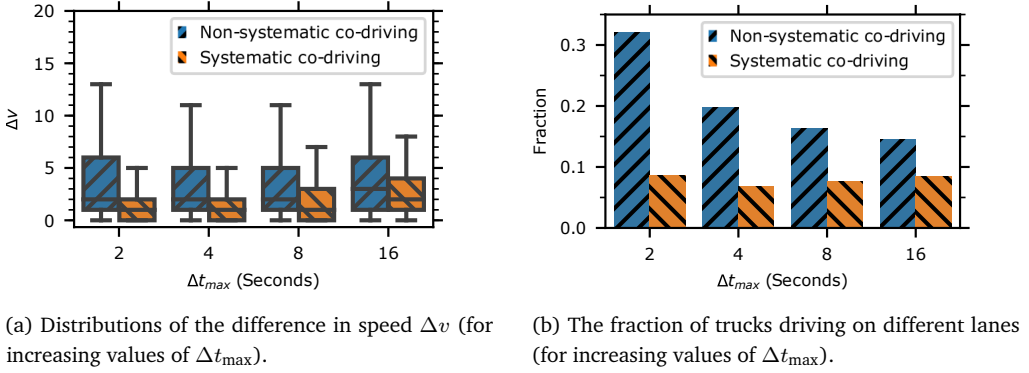 20
15
10
5
0
Δv
Non-systematic co-driving
Systematic co-driving
2
4
8
16
Δt_max (Seconds)
0.3
0.2
0.1
0.0
Fraction
Non-systematic co-driving
Systematic co-driving
2
4
8
16
Δt_max (Seconds)
(a) Distributions of the difference in speed Δv (for
increasing values of Δt_max).
(b) The fraction of trucks driving on different lanes
(for increasing values of Δt_max).